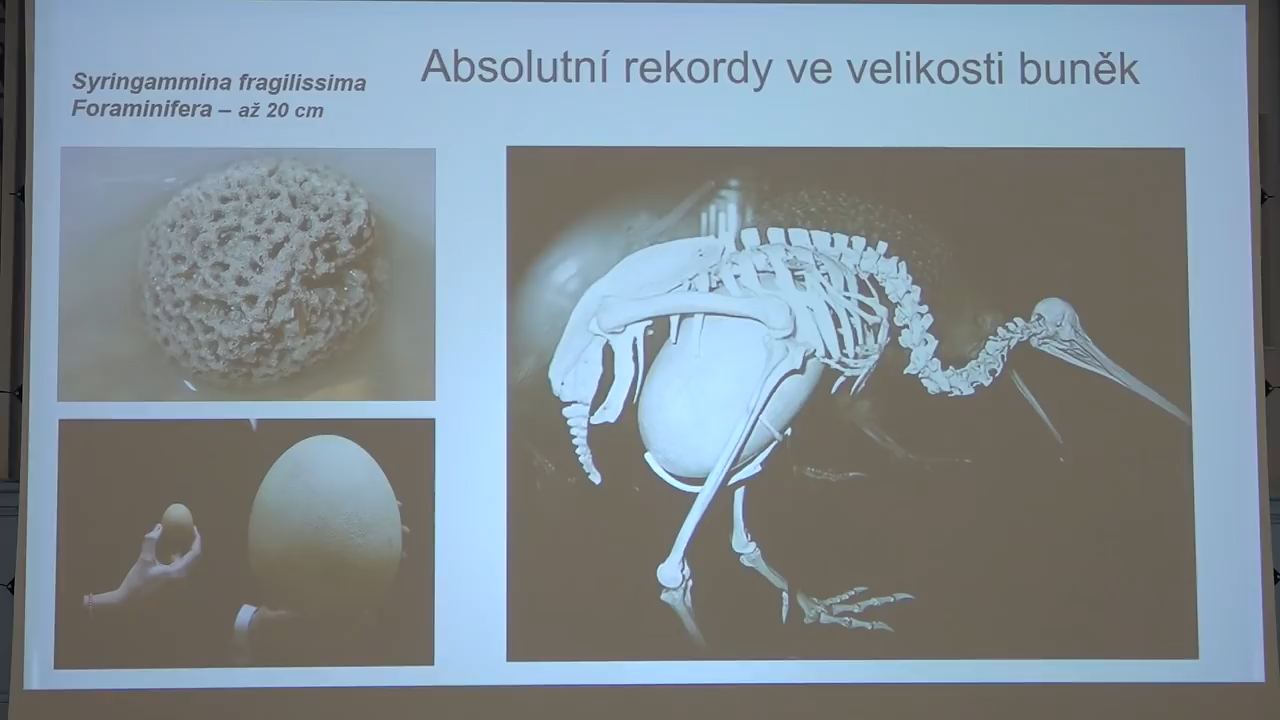 Absolutní rekordy ve velikosti buněk
Syringammina fragilissima
Foraminifera – až 20 cm